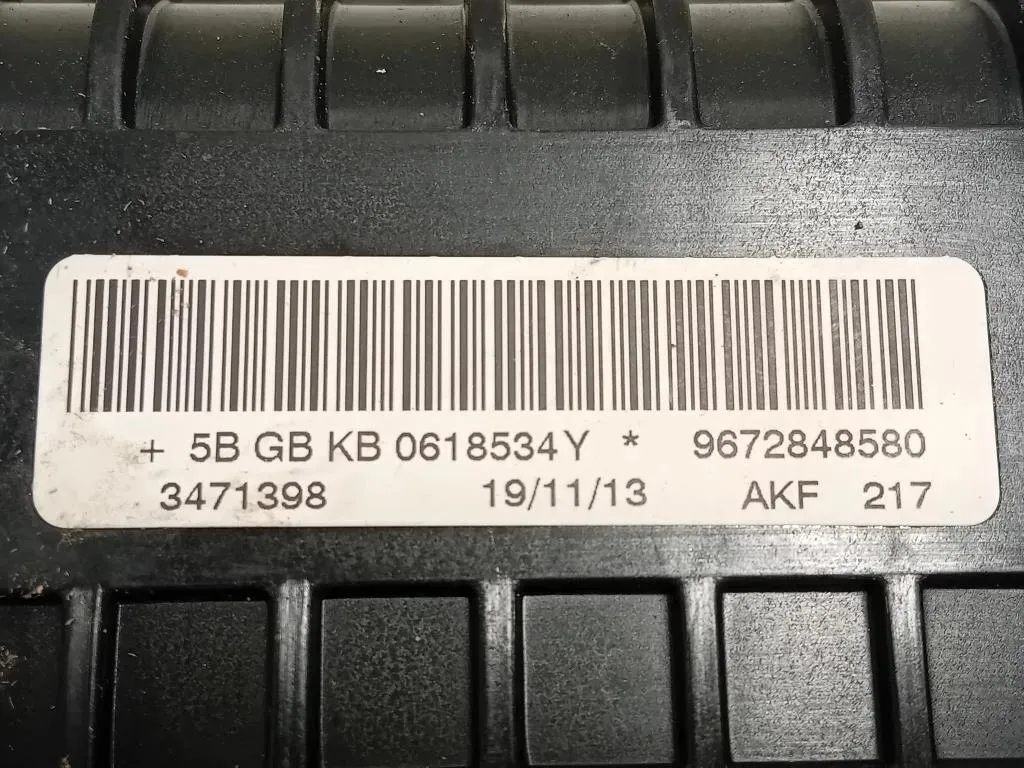 + 5B GB KB 0618534Y * 9672848580
3471398 19/11/13 AKF 217